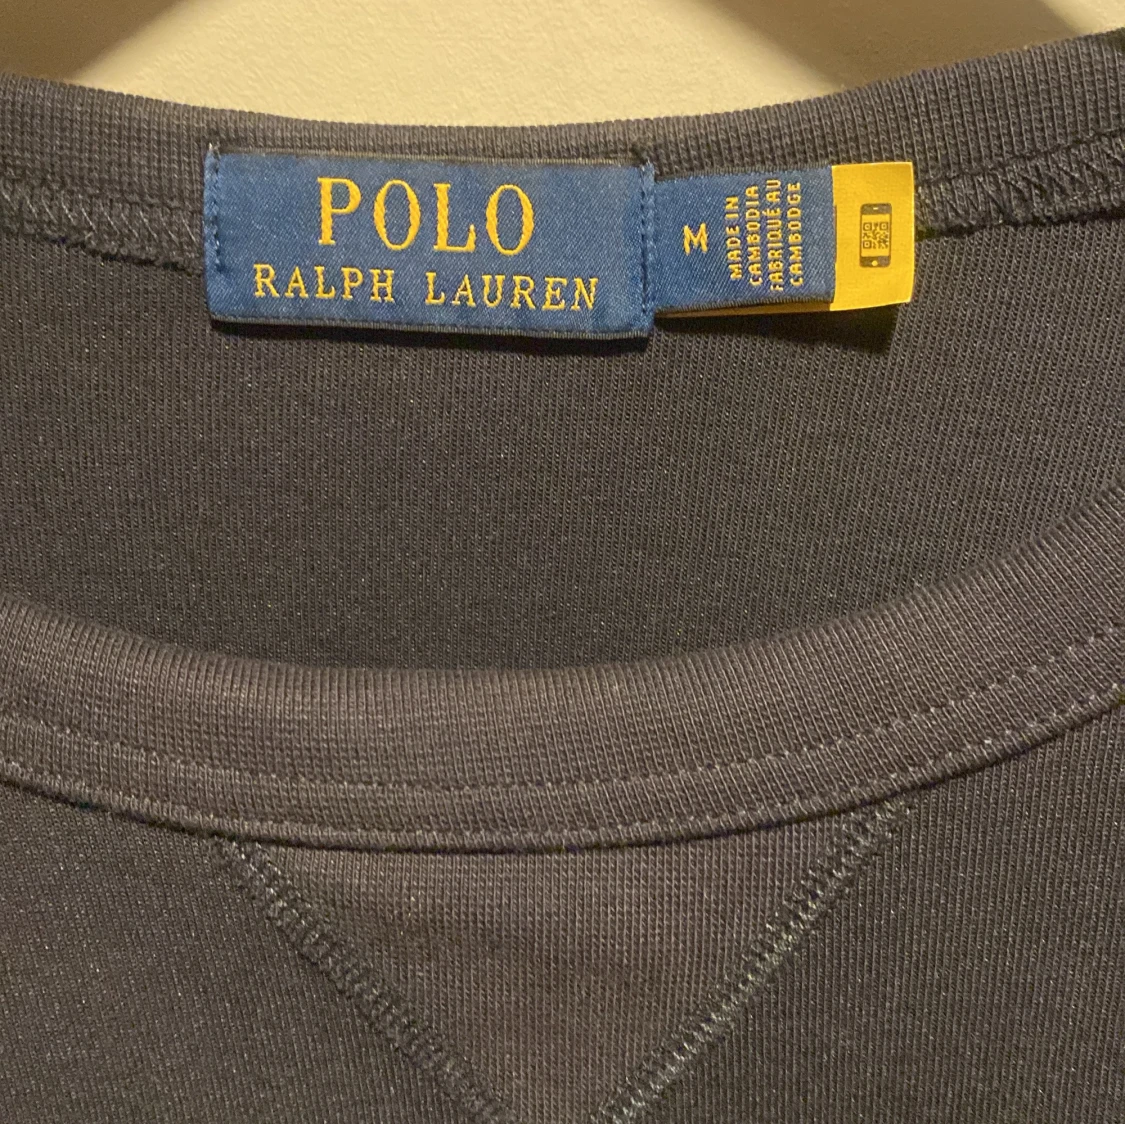 POLO
RALPH LAUREN
M
MADE IN
CAMBODIA
FABRIQUÉ AU
CAMBODGE